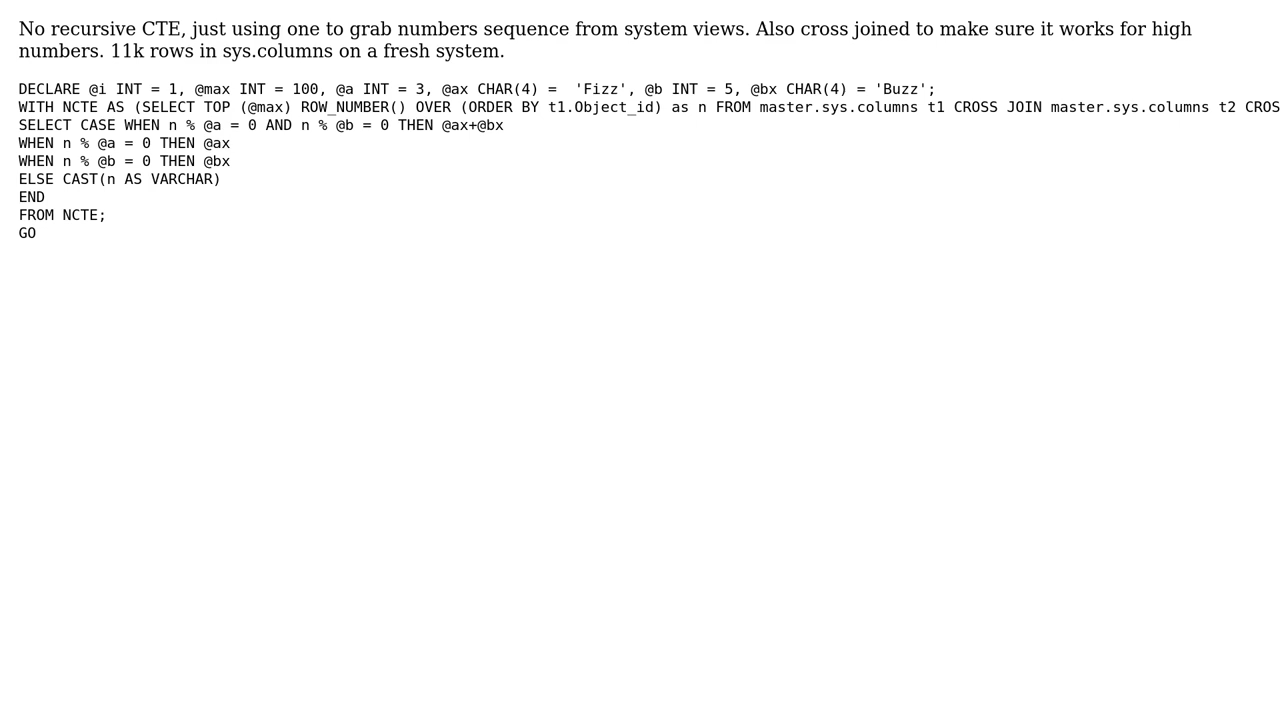 No recursive CTE, just using one to grab numbers sequence from system views. Also cross joined to make sure it works for high
numbers. 11k rows in sys.columns on a fresh system.
DECLARE @i INT = 1, @max INT = 100, @a INT = 3, @ax CHAR(4) =  'Fizz', @b INT = 5, @bx CHAR(4) = 'Buzz';
WITH NCTE AS (SELECT TOP (@max) ROW_NUMBER() OVER (ORDER BY t1.Object_id) as n FROM master.sys.columns t1 CROSS JOIN master.sys.columns t2 CROS
SELECT CASE WHEN n % @a = 0 AND n % @b = 0 THEN @ax+@bx
WHEN n % @a = 0 THEN @ax
WHEN n % @b = 0 THEN @bx
ELSE CAST(n AS VARCHAR)
END
FROM NCTE;
GO